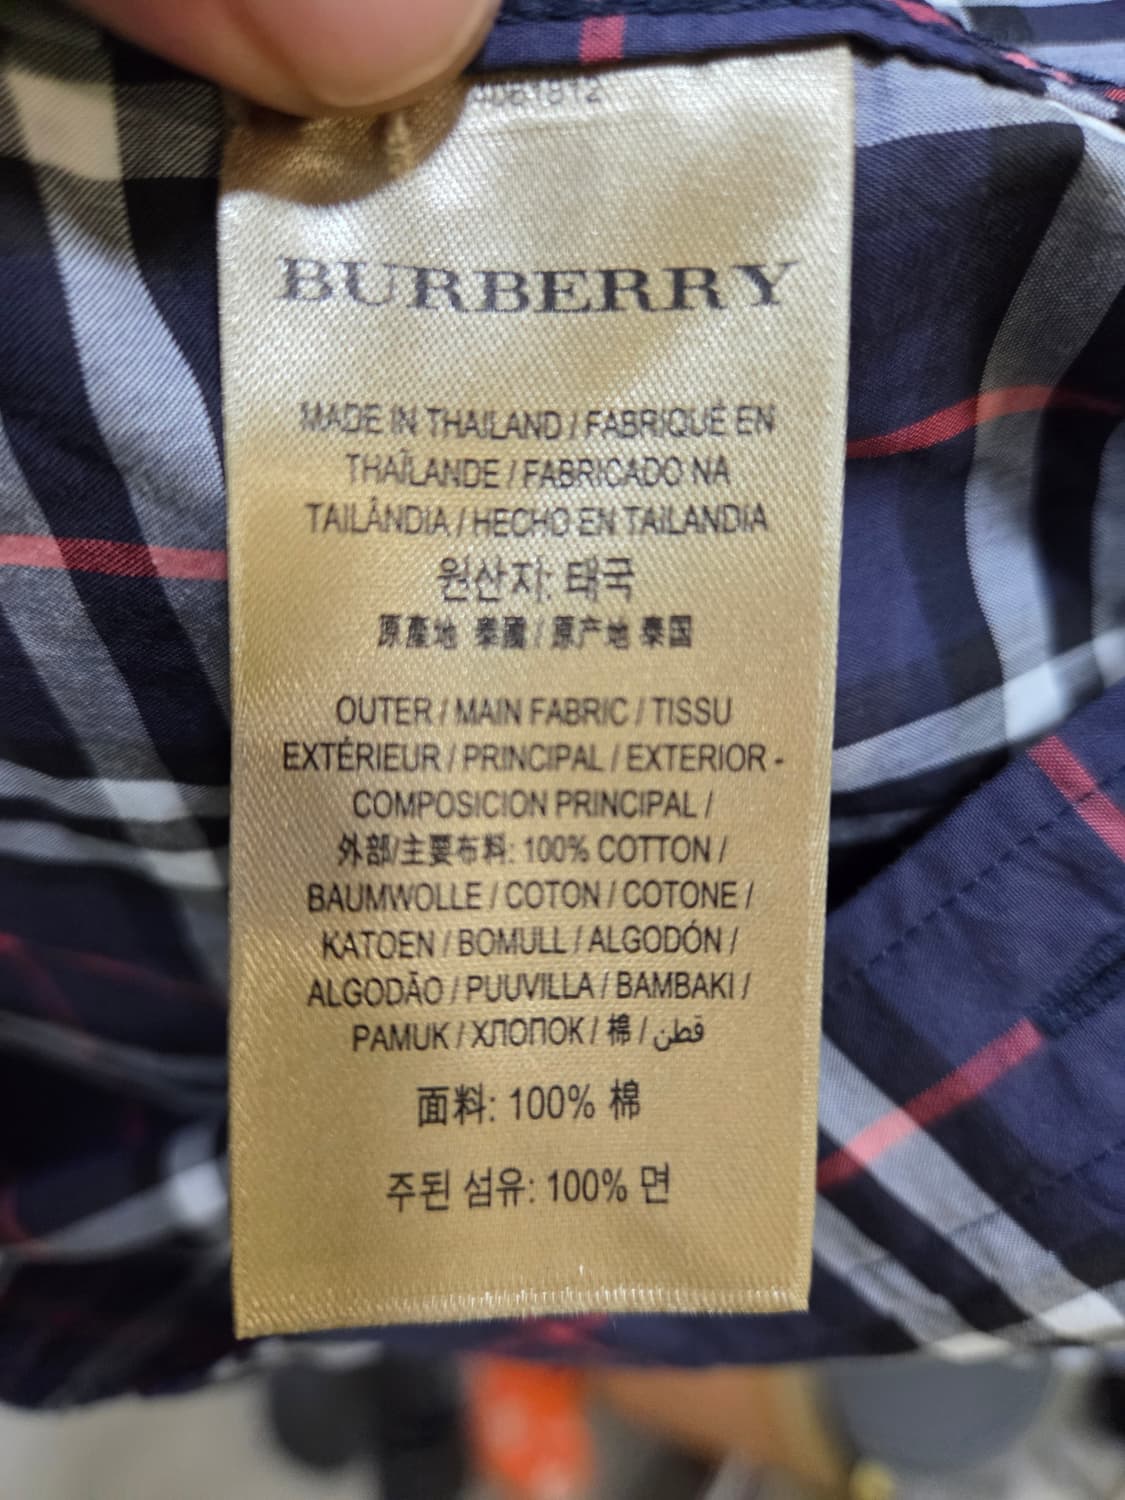 BURBERRY
MADE IN THAILAND / FABRIQUÉ EN
THAÏLANDE / FABRICADO NA
TAILÂNDIA / HECHO EN TAILANDIA
원산지: 태국
原產地 泰國 / 原产地 泰国
OUTER / MAIN FABRIC / TISSU
EXTÉRIEUR / PRINCIPAL / EXTERIOR -
COMPOSICION PRINCIPAL /
外部/主要布料: 100% COTTON /
BAUMWOLLE / COTON / COTONE /
KATOEN / BOMULL / ALGODÓN /
ALGODÃO / PUUVILLA / BAMBAKI /
PAMUK / ХЛОПОК / 棉 / قطن
面料: 100% 棉
주된 섬유: 100% 면